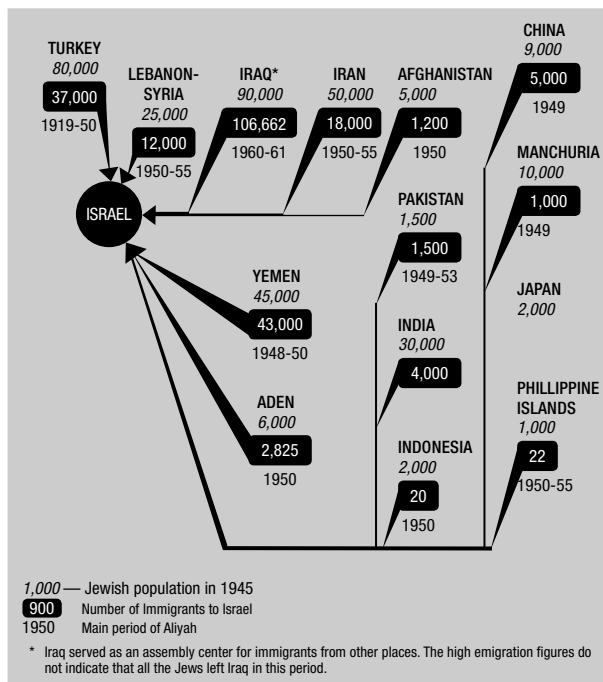 TURKEY
80,000
37,000
1919-50
LEBANON-
SYRIA
25,000
12,000
1950-55
IRAQ*
90,000
106,662
1960-61
IRAN
50,000
18,000
1950-55
AFGHANISTAN
5,000
1,200
1950
CHINA
9,000
5,000
1949
MANCHURIA
10,000
1,000
1949
PAKISTAN
1,500
1,500
1949-53
ISRAEL
YEMEN
45,000
43,000
1948-50
INDIA
30,000
4,000
JAPAN
2,000
ADEN
6,000
2,825
1950
INDONESIA
2,000
20
1950
PHILLIPPINE
ISLANDS
1,000
22
1950-55
1,000 — Jewish population in 1945
900 Number of Immigrants to Israel
1950 Main period of Aliyah
* Iraq served as an assembly center for immigrants from other places. The high emigration figures do
not indicate that all the Jews left Iraq in this period.